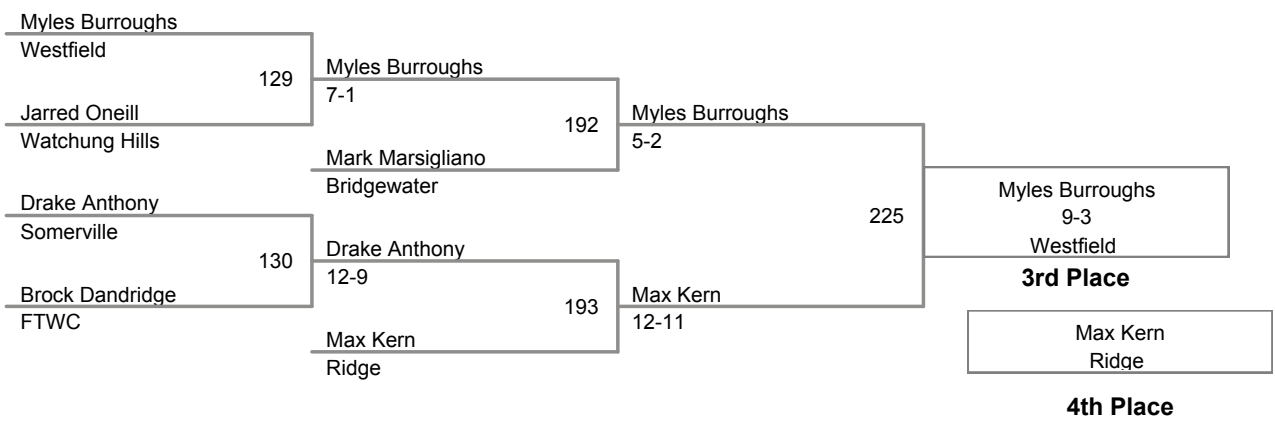 Myles Burroughs
Westfield
129
Jarred Oneill
Watchung Hills
Myles Burroughs
7-1
192
Mark Marsigliano
Bridgewater
Myles Burroughs
5-2
Drake Anthony
Somerville
130
Brock Dandridge
FTWC
Drake Anthony
12-9
193
Max Kern
Ridge
Max Kern
12-11
225
Myles Burroughs
9-3
Westfield
3rd Place
Max Kern
Ridge
4th Place